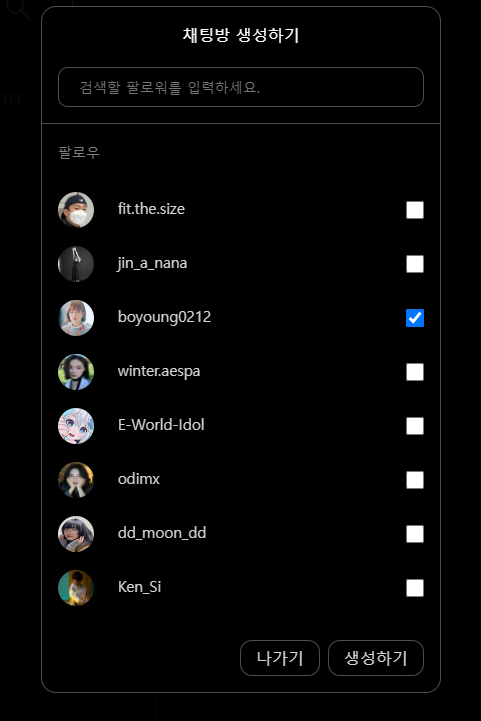 채팅방 생성하기
검색할 팔로워를 입력하세요.
팔로우
fit.the.size
jin_a_nana
boyoung0212
winter.aespa
E-World-Idol
odimx
dd_moon_dd
Ken_Si
나가기 생성하기